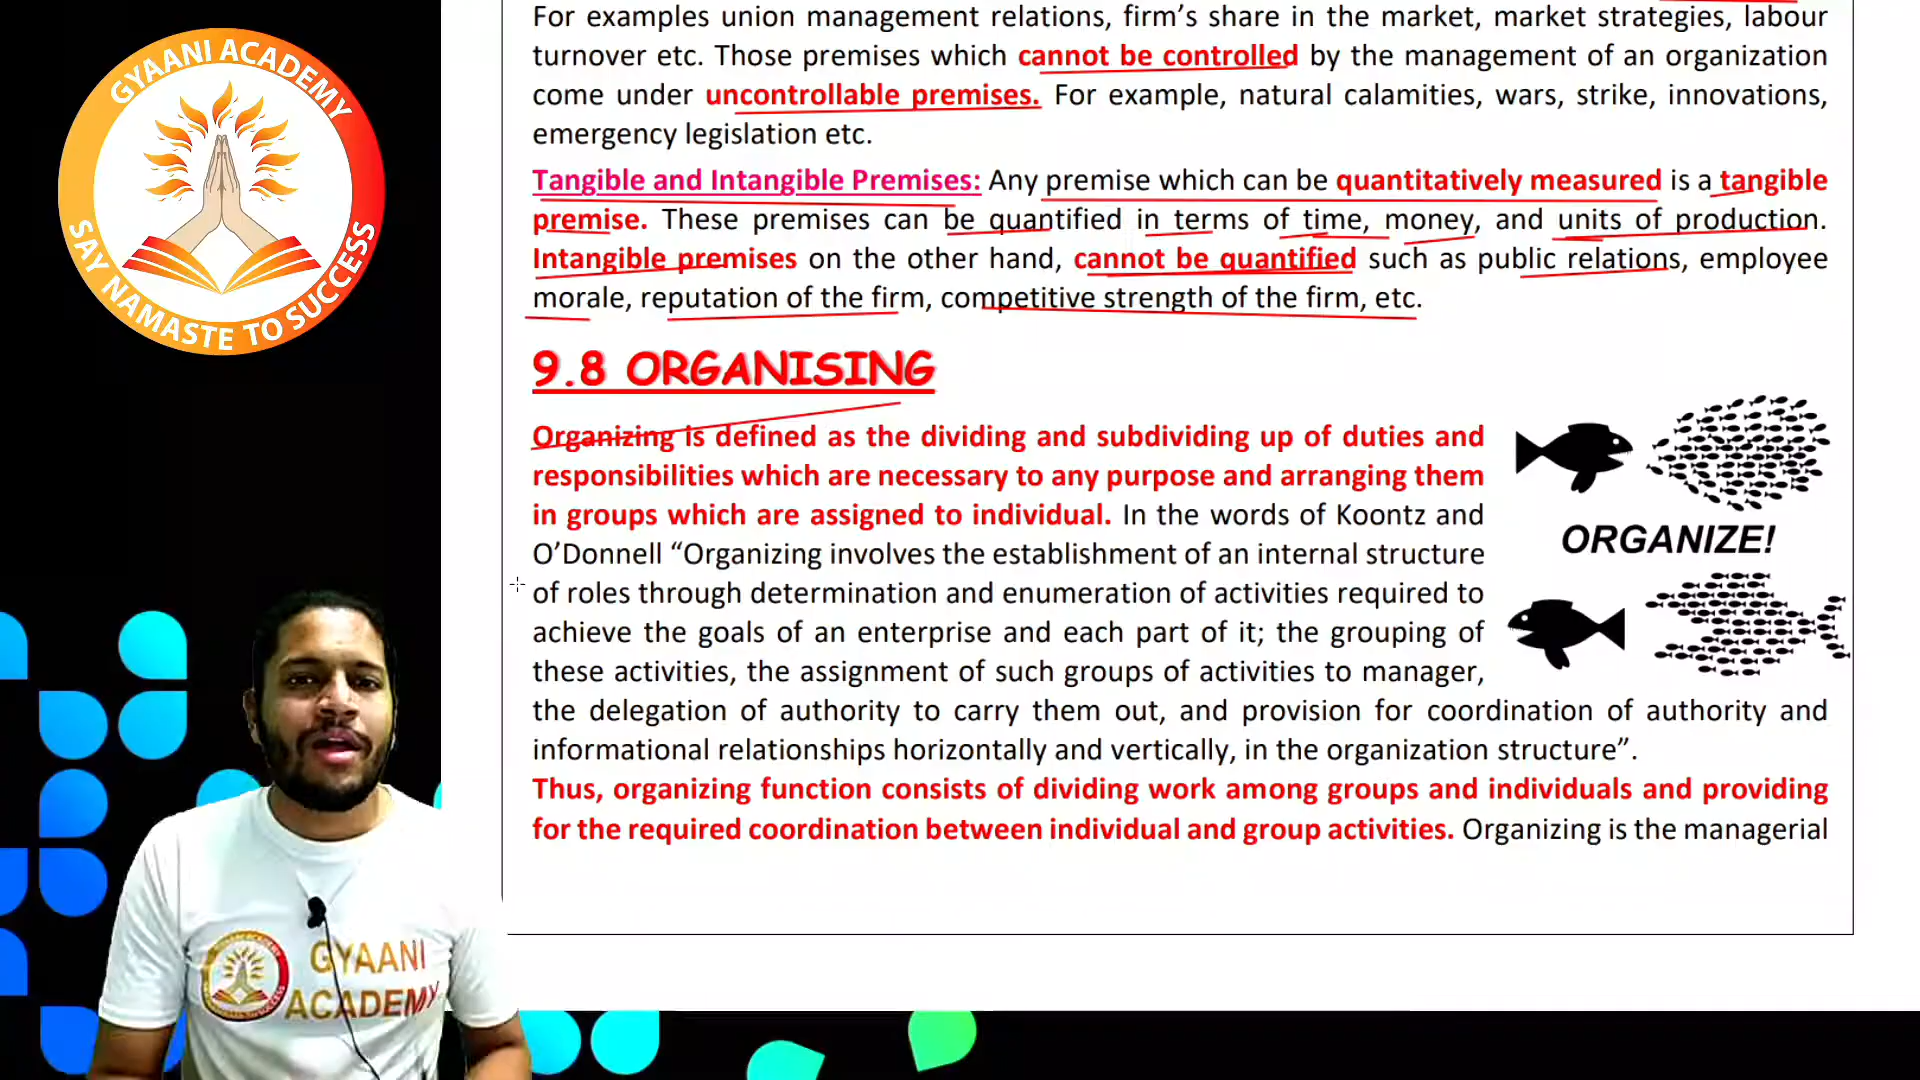 GYAANI ACADEMY
SAY NAMASTE TO SUCCESS
For examples union management relations, firm’s share in the market, market strategies, labour
turnover etc. Those premises which cannot be controlled by the management of an organization
come under uncontrollable premises. For example, natural calamities, wars, strike, innovations,
emergency legislation etc.
Tangible and Intangible Premises: Any premise which can be quantitatively measured is a tangible
premise. These premises can be quantified in terms of time, money, and units of production.
Intangible premises on the other hand, cannot be quantified such as public relations, employee
morale, reputation of the firm, competitive strength of the firm, etc.
9.8 ORGANISING
Organizing is defined as the dividing and subdividing up of duties and
responsibilities which are necessary to any purpose and arranging them
in groups which are assigned to individual. In the words of Koontz and
O’Donnell “Organizing involves the establishment of an internal structure
of roles through determination and enumeration of activities required to
achieve the goals of an enterprise and each part of it; the grouping of
these activities, the assignment of such groups of activities to manager,
the delegation of authority to carry them out, and provision for coordination of authority and
informational relationships horizontally and vertically, in the organization structure”.
Thus, organizing function consists of dividing work among groups and individuals and providing
for the required coordination between individual and group activities. Organizing is the managerial
ORGANIZE!
GYAANI
ACADEMY